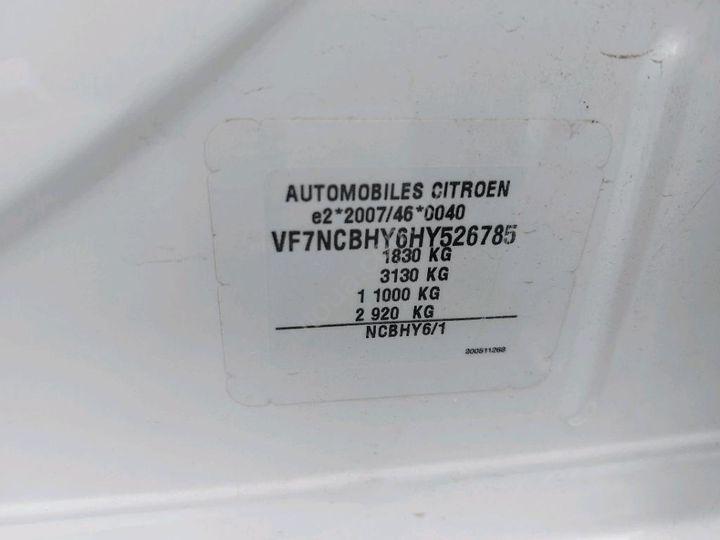 AUTOMOBILES CITROEN
e2*2007/46*0040
VF7NCBHY6HY526785
1830 KG
3130 KG
1 1000 KG
2 920 KG
NCBHY6/1
200511268